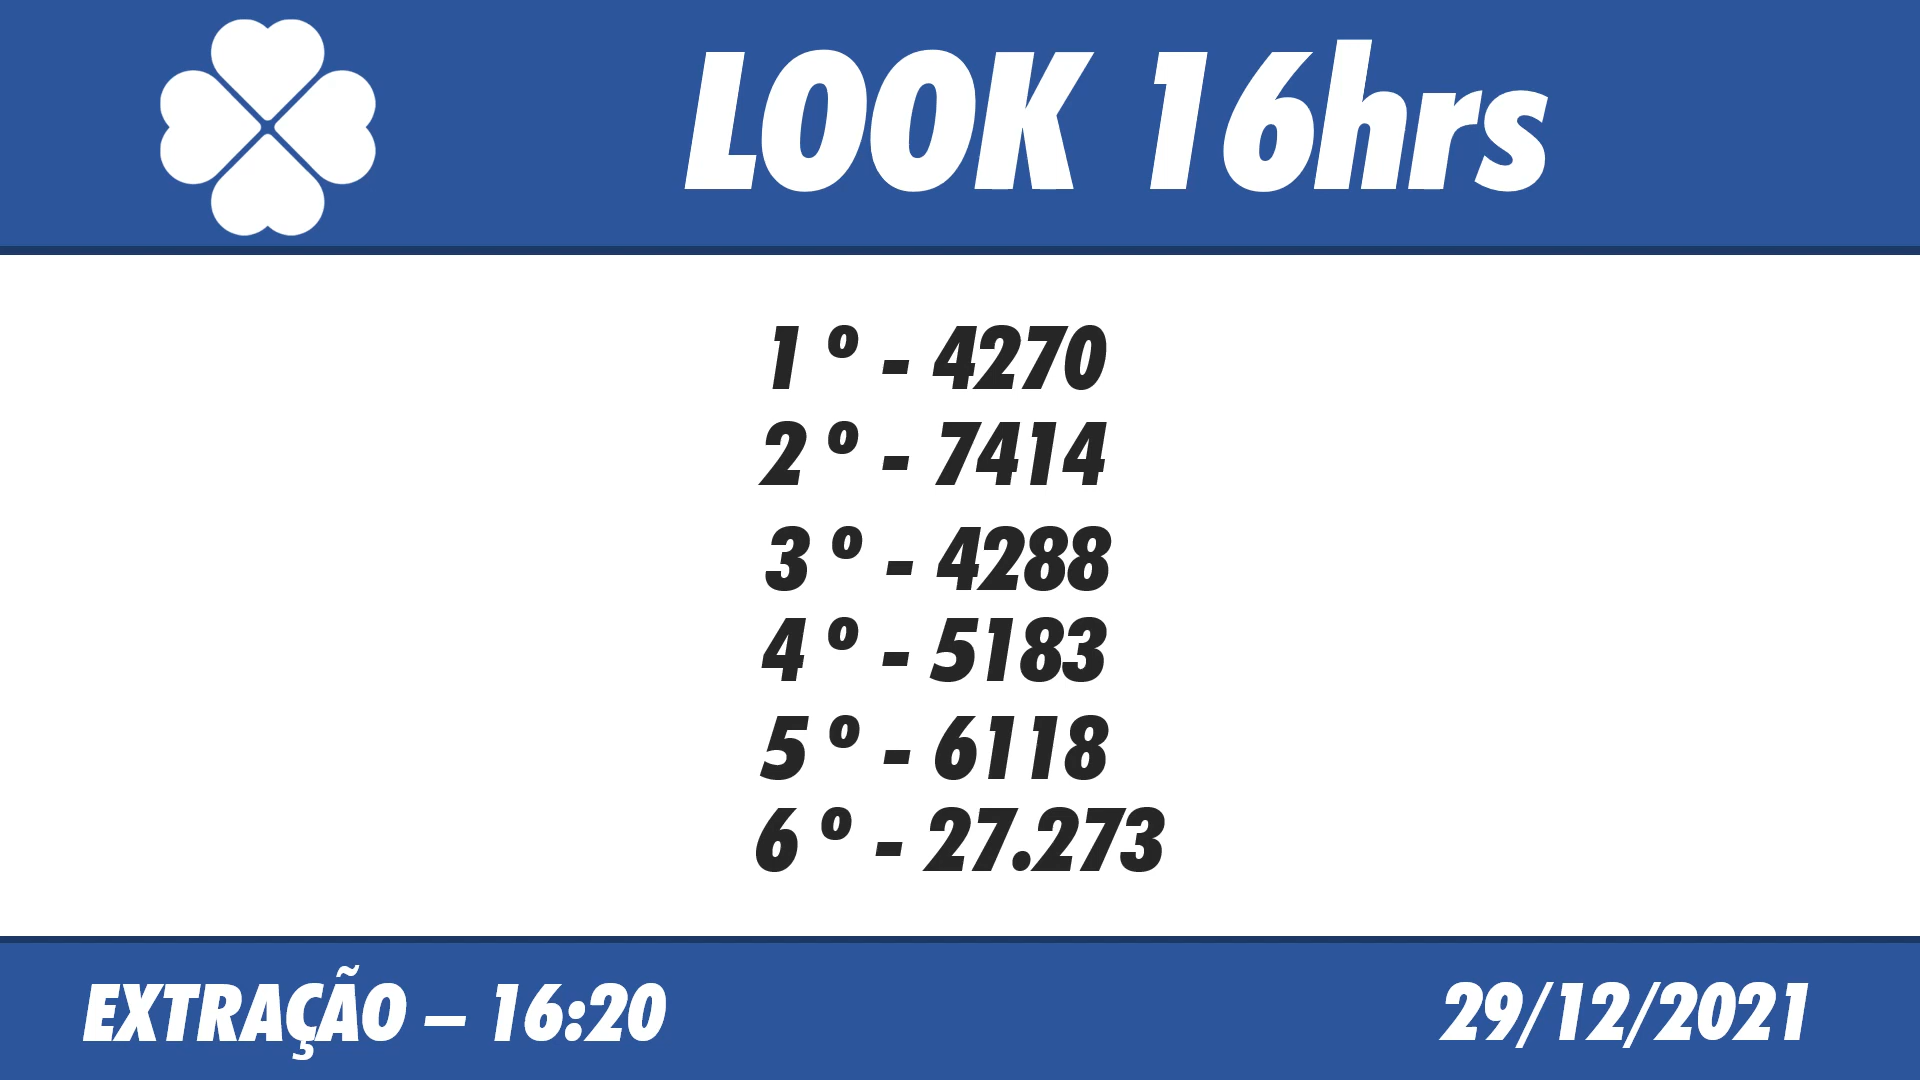 LOOK 16hrs
1 º - 4270
2 º - 7414
3 º - 4288
4 º - 5183
5 º - 6118
6 º - 27.273
EXTRAÇÃO – 16:20
29/12/2021